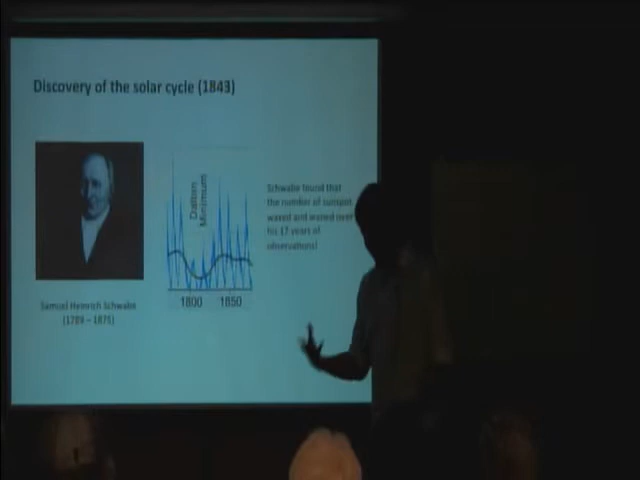 Discovery of the solar cycle (1843)
Dalton
Minimum
1800 1850
Schwabe found that
the number of sunspot
waxed and waned over
his 17 years of
observations!
Samuel Heinrich Schwabe
(1789 – 1875)